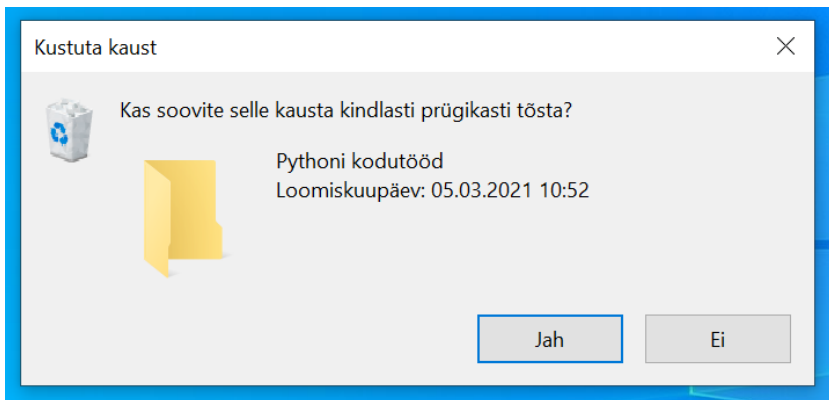 Kustuta kaust
Kas soovite selle kausta kindlasti prügikasti tõsta?
Pythoni kodutööd
Loomiskuupäev: 05.03.2021 10:52
Jah
Ei